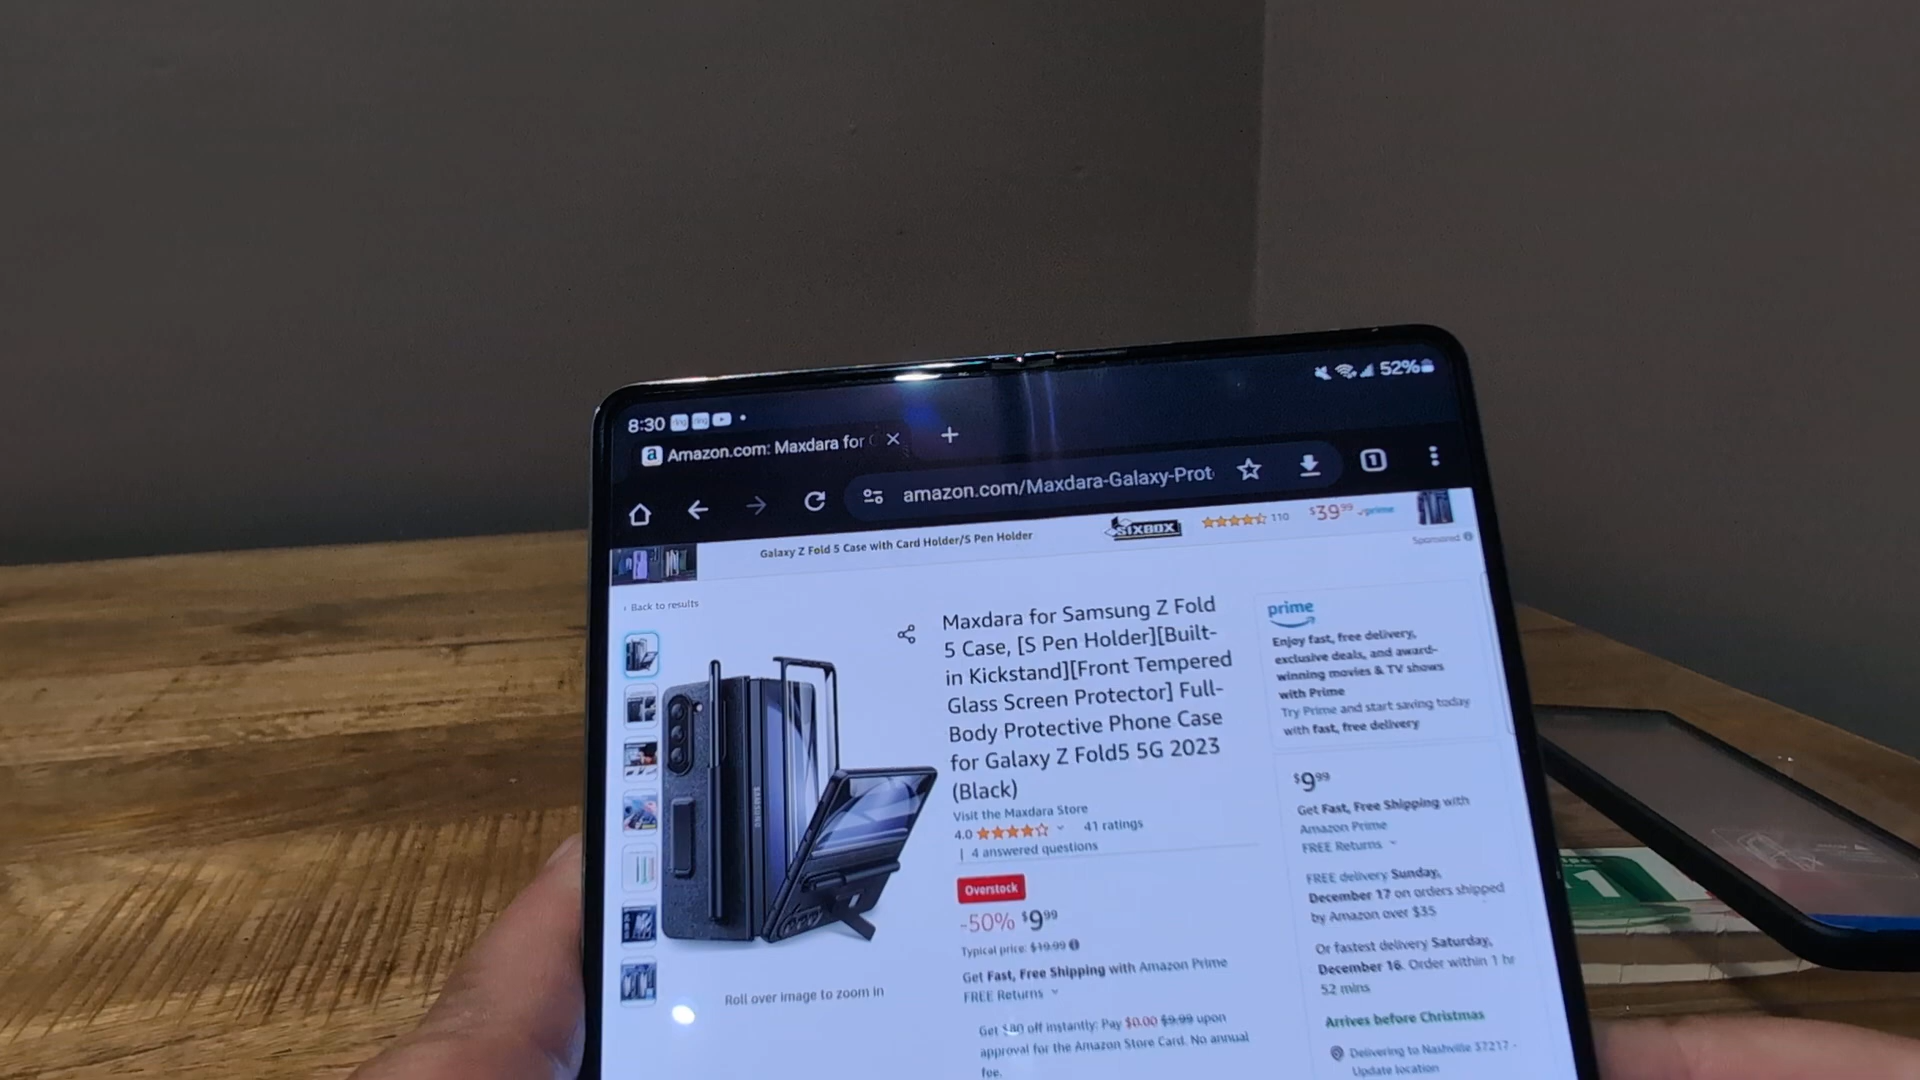 8:30
52%
Amazon.com: Maxdara for
amazon.com/Maxdara-Galaxy-Prot
1
Galaxy Z Fold 5 Case with Card Holder/S Pen Holder
SIXBOX
110
$39.99
prime
Sponsored
Back to results
Maxdara for Samsung Z Fold
5 Case, [S Pen Holder][Built-
in Kickstand][Front Tempered
Glass Screen Protector] Full-
Body Protective Phone Case
for Galaxy Z Fold5 5G 2023
(Black)
Visit the Maxdara Store
4.0
41 ratings
| 4 answered questions
Overstock
-50% $9.99
Typical price: $19.99
Get Fast, Free Shipping with Amazon Prime
FREE Returns
Get $80 off instantly: Pay $0.00 $9.99 upon
approval for the Amazon Store Card. No annual
fee.
SAMSUNG
Roll over image to zoom in
prime
Enjoy fast, free delivery,
exclusive deals, and award-
winning movies & TV shows
with Prime
Try Prime and start saving today
with fast, free delivery
$9.99
Get Fast, Free Shipping with
Amazon Prime
FREE Returns
FREE delivery Sunday,
December 17 on orders shipped
by Amazon over $35
Or fastest delivery Saturday,
December 16. Order within 1 hr
52 mins
Arrives before Christmas
Delivering to Nashville 37217 -
Update location
1